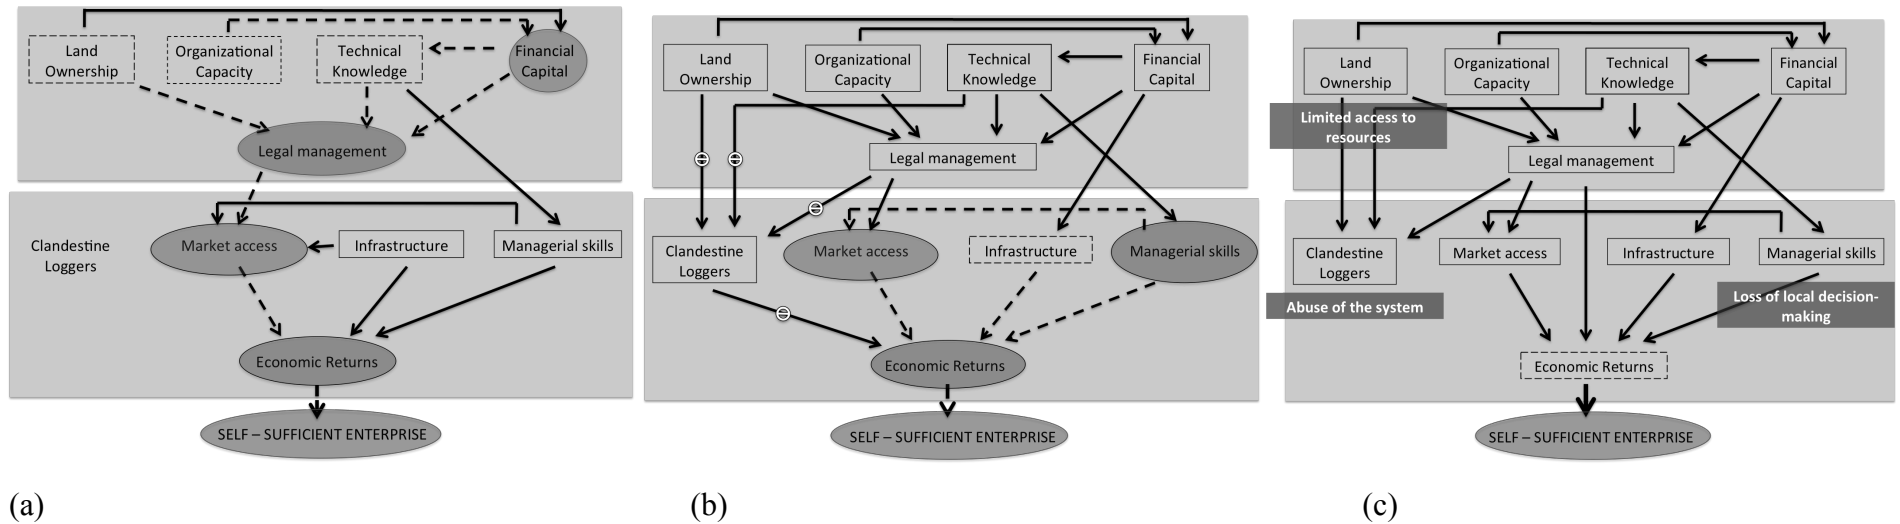 Land
Ownership
Organizational
Capacity
Technical
Knowledge
Financial
Capital
Legal management
Clandestine
Loggers
Market access
Infrastructure
Managerial skills
Economic Returns
SELF – SUFFICIENT ENTERPRISE
(a)
Land
Ownership
Organizational
Capacity
Technical
Knowledge
Financial
Capital
Legal management
Clandestine
Loggers
Market access
Infrastructure
Managerial skills
Economic Returns
SELF – SUFFICIENT ENTERPRISE
(b)
Land
Ownership
Organizational
Capacity
Technical
Knowledge
Financial
Capital
Limited access to
resources
Legal management
Clandestine
Loggers
Market access
Infrastructure
Managerial skills
Abuse of the system
Loss of local decision-
making
Economic Returns
SELF – SUFFICIENT ENTERPRISE
(c)